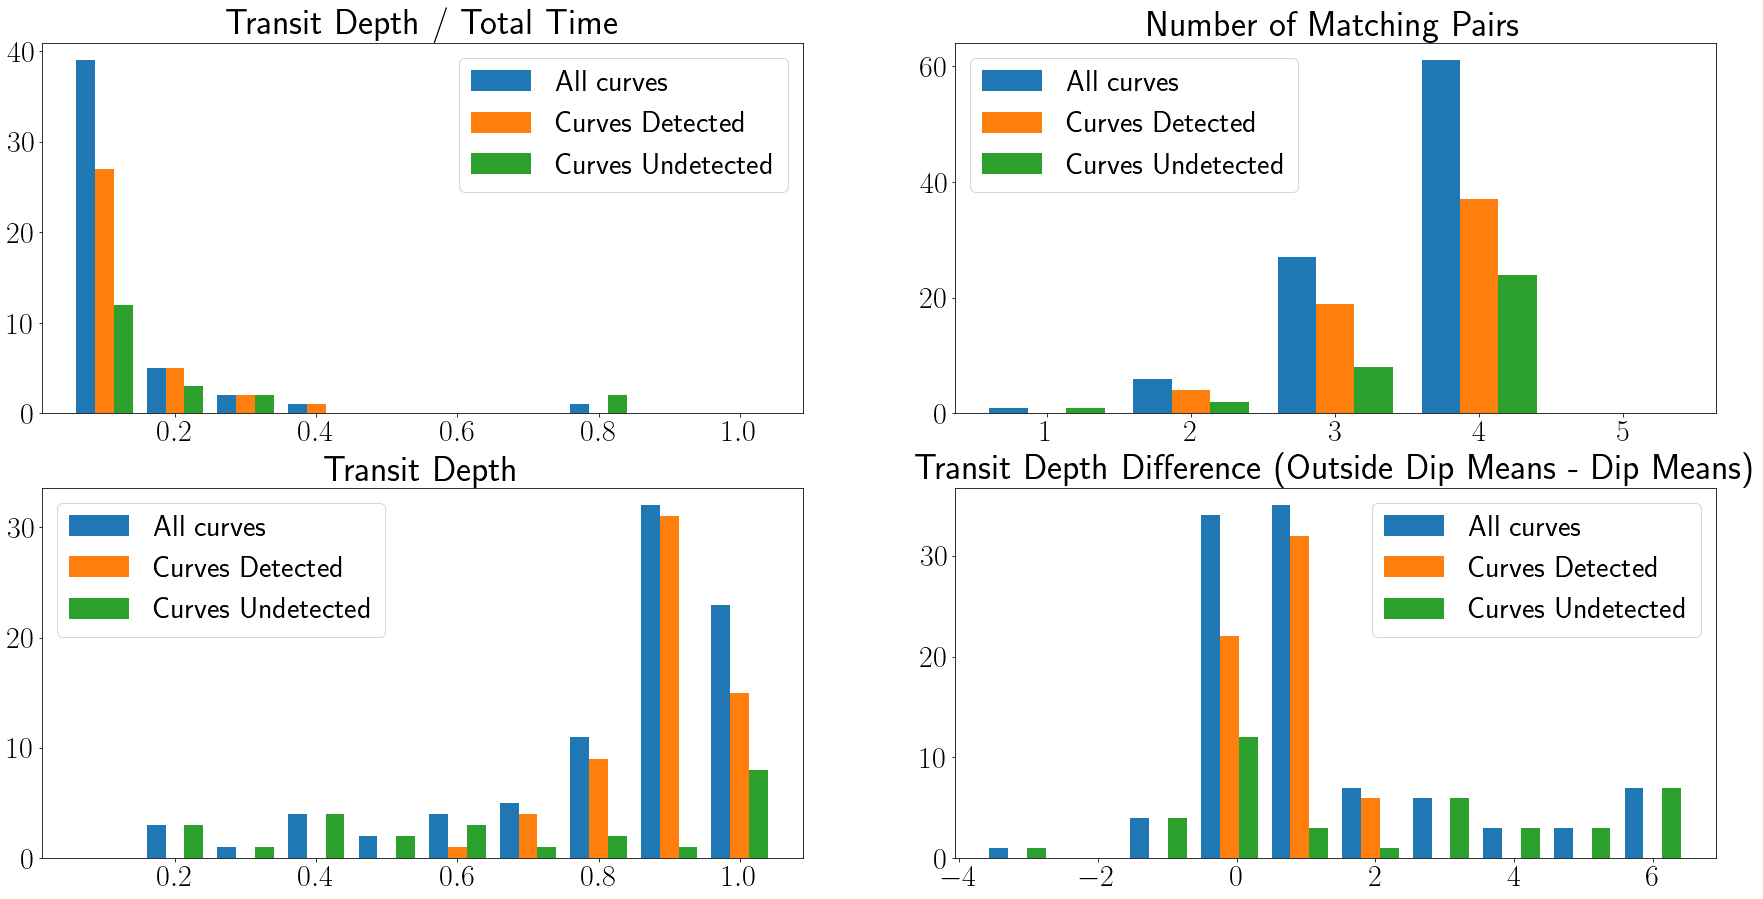 Transit Depth / Total Time
40
30
20
10
0
0.2 0.4 0.6 0.8 1.0
All curves
Curves Detected
Curves Undetected
Number of Matching Pairs
60
40
20
0
1 2 3 4 5
All curves
Curves Detected
Curves Undetected
Transit Depth
30
20
10
0
0.2 0.4 0.6 0.8 1.0
All curves
Curves Detected
Curves Undetected
Transit Depth Difference (Outside Dip Means - Dip Means)
30
20
10
0
−4 −2 0 2 4 6
All curves
Curves Detected
Curves Undetected